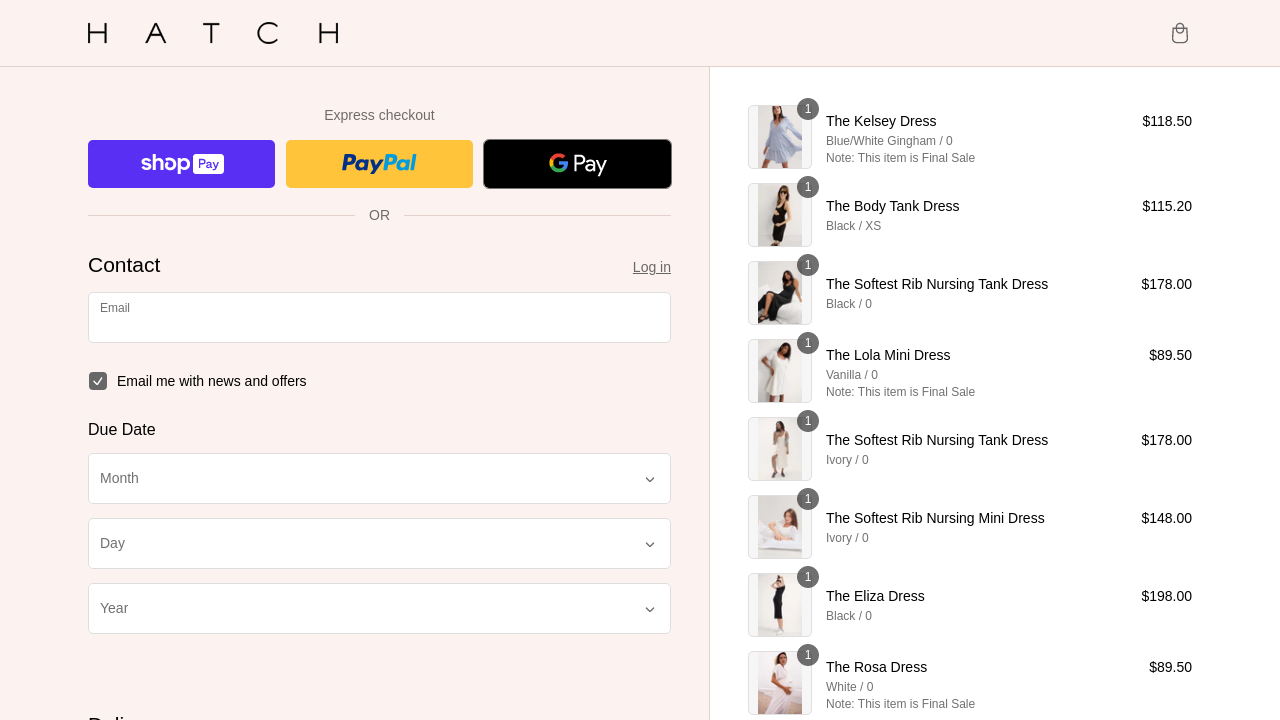 H A T C H
Express checkout
shop Pay
PayPal
G Pay
OR
Contact
Log in
Email
Email me with news and offers
Due Date
Month
Day
Year
1
The Kelsey Dress
$118.50
Blue/White Gingham / 0
Note: This item is Final Sale
1
The Body Tank Dress
$115.20
Black / XS
1
The Softest Rib Nursing Tank Dress
$178.00
Black / 0
1
The Lola Mini Dress
$89.50
Vanilla / 0
Note: This item is Final Sale
1
The Softest Rib Nursing Tank Dress
$178.00
Ivory / 0
1
The Softest Rib Nursing Mini Dress
$148.00
Ivory / 0
1
The Eliza Dress
$198.00
Black / 0
1
The Rosa Dress
$89.50
White / 0
Note: This item is Final Sale